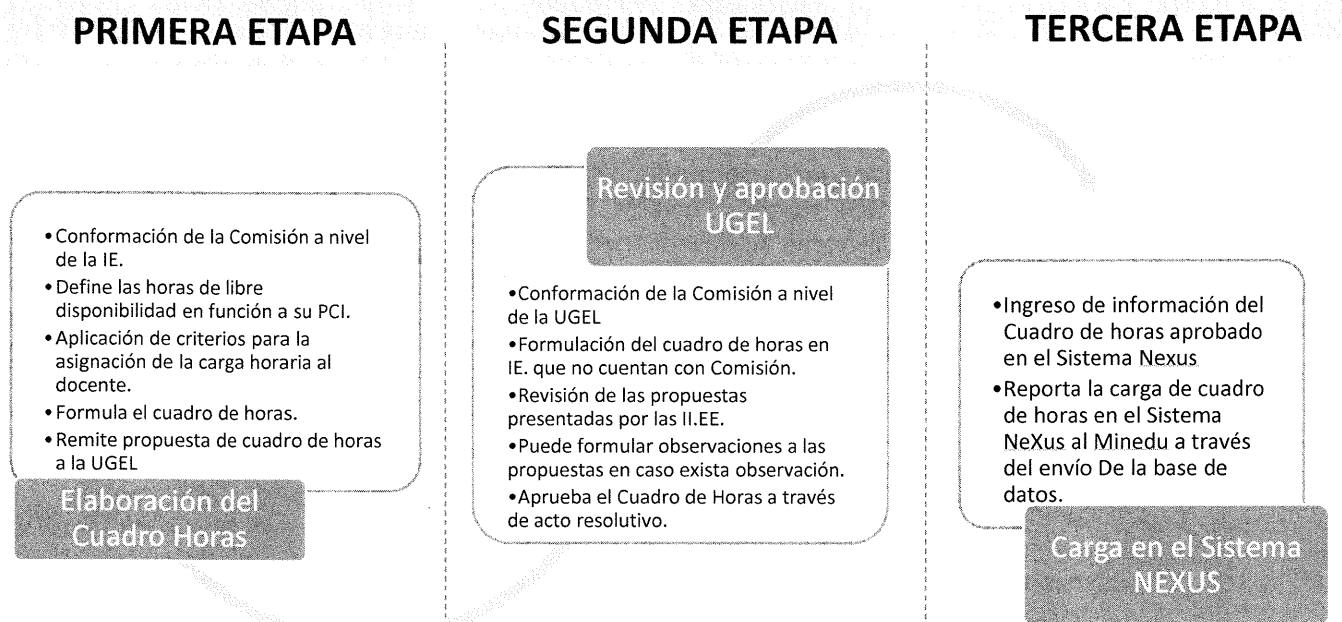 PRIMERA ETAPA
•Conformación de la Comisión a nivel
de la IE.
•Define las horas de libre
disponibilidad en función a su PCI.
•Aplicación de criterios para la
asignación de la carga horaria al
docente.
•Formula el cuadro de horas.
•Remite propuesta de cuadro de horas
a la UGEL
Elaboración del
Cuadro Horas
SEGUNDA ETAPA
Revisión y aprobación
UGEL
•Conformación de la Comisión a nivel
de la UGEL
•Formulación del cuadro de horas en
IE. que no cuentan con Comisión.
•Revisión de las propuestas
presentadas por las II.EE.
•Puede formular observaciones a las
propuestas en caso exista observación.
•Aprueba el Cuadro de Horas a través
de acto resolutivo.
TERCERA ETAPA
•Ingreso de información del
Cuadro de horas aprobado
en el Sistema Nexus
•Reporta la carga de cuadro
de horas en el Sistema
NeXus al Minedu a través
del envío De la base de
datos.
Carga en el Sistema
NEXUS